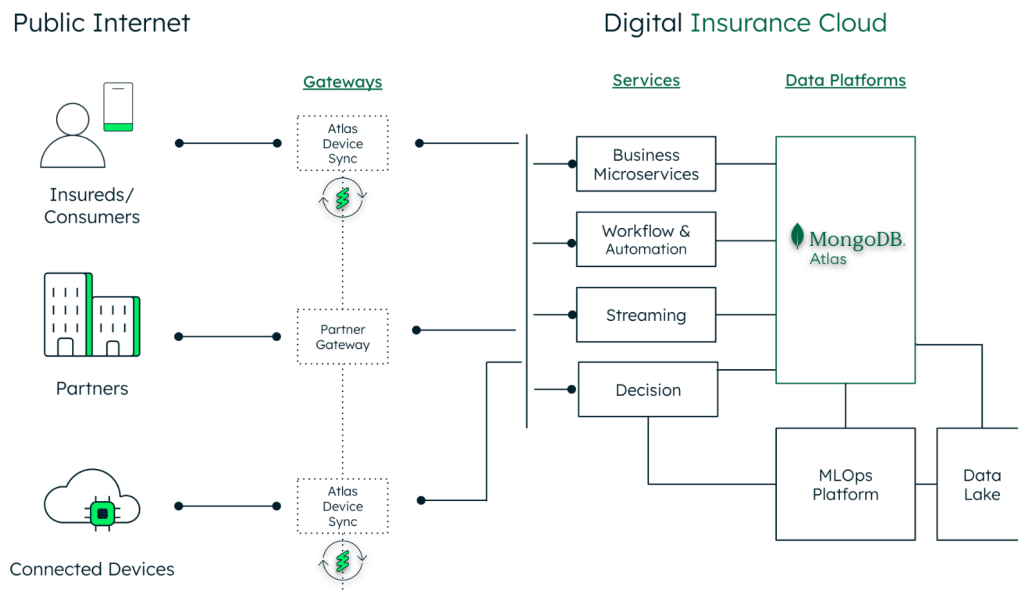 Public Internet
Digital Insurance Cloud
Gateways
Services
Data Platforms
Atlas
Device
Sync
Insureds/
Consumers
Business
Microservices
Workflow &
Automation
MongoDB.
Atlas
Streaming
Partner
Gateway
Partners
Decision
MLOps
Platform
Data
Lake
Atlas
Device
Sync
Connected Devices